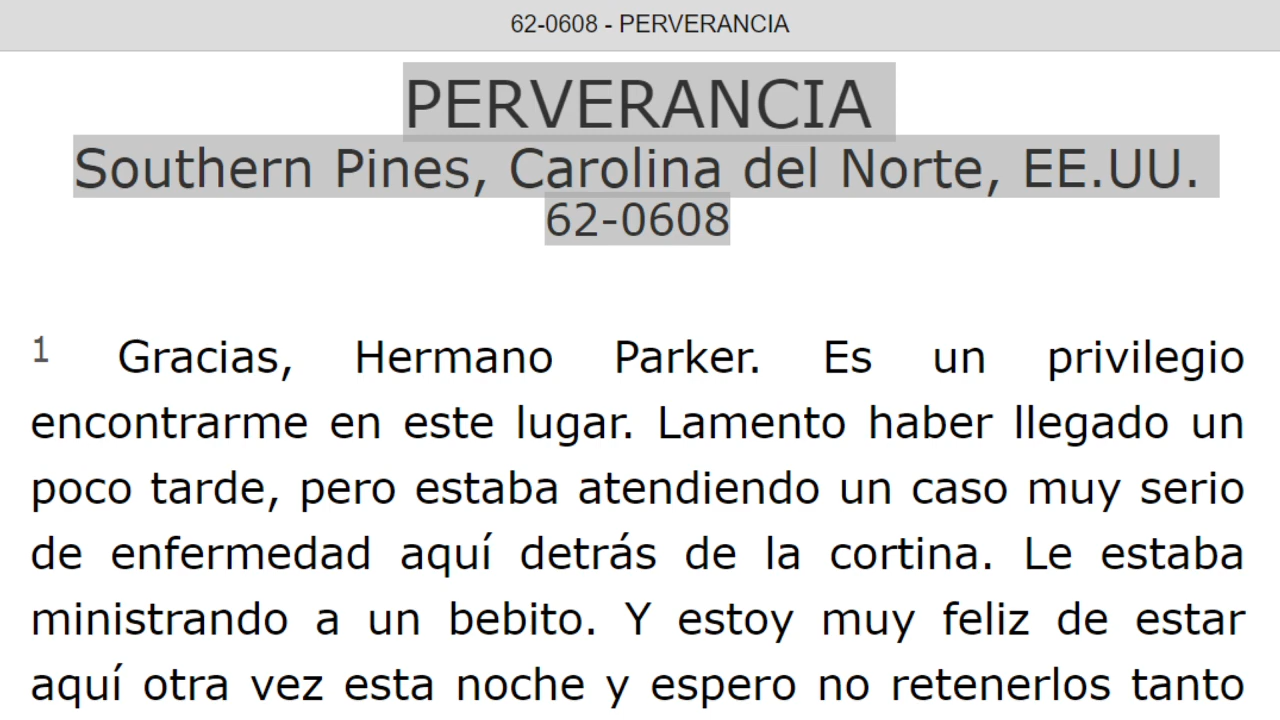 62-0608 - PERVERANCIA
PERVERANCIA
Southern Pines, Carolina del Norte, EE.UU.
62-0608
1 Gracias, Hermano Parker. Es un privilegio
encontrarme en este lugar. Lamento haber llegado un
poco tarde, pero estaba atendiendo un caso muy serio
de enfermedad aquí detrás de la cortina. Le estaba
ministrando a un bebito. Y estoy muy feliz de estar
aquí otra vez esta noche y espero no retenerlos tanto